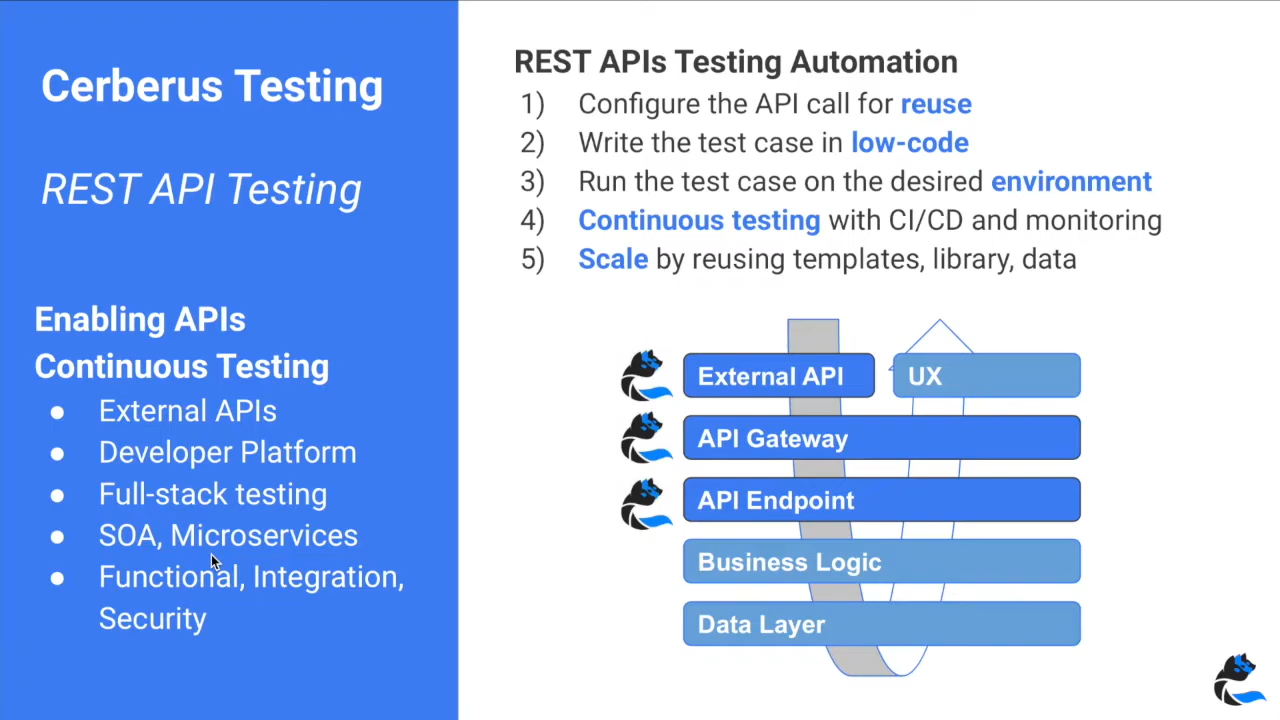 Cerberus Testing
REST API Testing
Enabling APIs
Continuous Testing
● External APIs
● Developer Platform
● Full-stack testing
● SOA, Microservices
● Functional, Integration,
Security
REST APIs Testing Automation
1) Configure the API call for reuse
2) Write the test case in low-code
3) Run the test case on the desired environment
4) Continuous testing with CI/CD and monitoring
5) Scale by reusing templates, library, data
External API
UX
API Gateway
API Endpoint
Business Logic
Data Layer